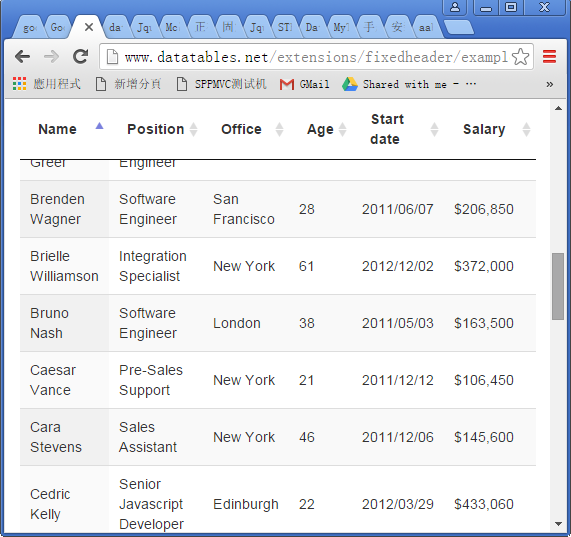 www.datatables.net/extensions/fixedheader/exampl
應用程式 新增分頁 SPPMVC测试机 GMail Shared with me - … »
Name Position Office Age Start date Salary
Greer Engineer
Brenden Wagner Software Engineer San Francisco 28 2011/06/07 $206,850
Brielle Williamson Integration Specialist New York 61 2012/12/02 $372,000
Bruno Nash Software Engineer London 38 2011/05/03 $163,500
Caesar Vance Pre-Sales Support New York 21 2011/12/12 $106,450
Cara Stevens Sales Assistant New York 46 2011/12/06 $145,600
Cedric Kelly Senior Javascript Developer Edinburgh 22 2012/03/29 $433,060